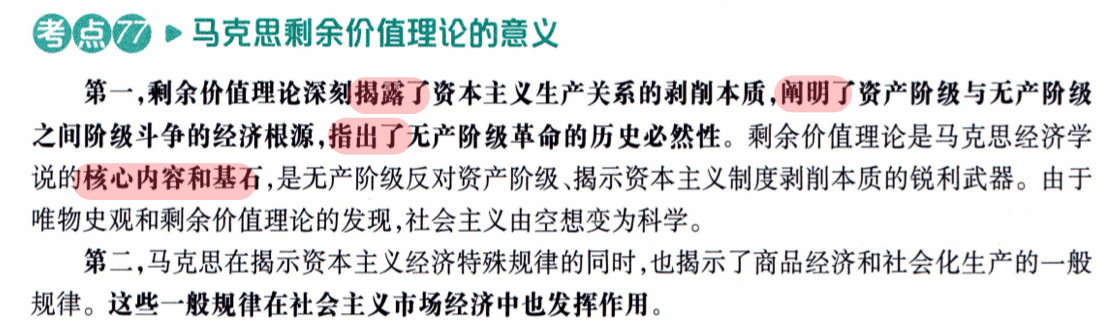 考点77 ▶ 马克思剩余价值理论的意义
第一,剩余价值理论深刻揭露了资本主义生产关系的剥削本质,阐明了资产阶级与无产阶级
之间阶级斗争的经济根源,指出了无产阶级革命的历史必然性。剩余价值理论是马克思经济学
说的核心内容和基石,是无产阶级反对资产阶级、揭示资本主义制度剥削本质的锐利武器。由于
唯物史观和剩余价值理论的发现,社会主义由空想变为科学。
第二,马克思在揭示资本主义经济特殊规律的同时,也揭示了商品经济和社会化生产的一般
规律。这些一般规律在社会主义市场经济中也发挥作用。